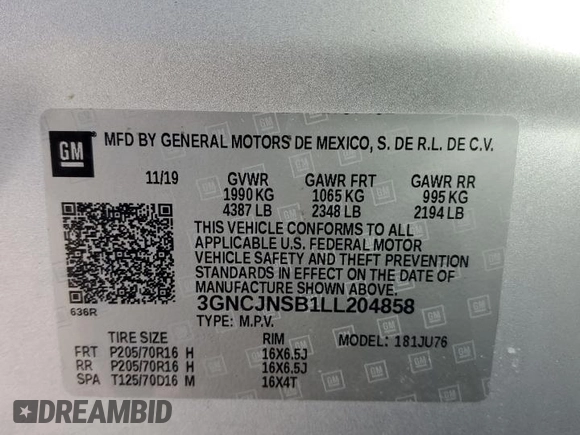 GM
MFD BY GENERAL MOTORS DE MEXICO, S. DE R.L. DE C.V.
11/19 GVWR GAWR FRT GAWR RR
1990 KG 1065 KG 995 KG
4387 LB 2348 LB 2194 LB
THIS VEHICLE CONFORMS TO ALL
APPLICABLE U.S. FEDERAL MOTOR
VEHICLE SAFETY AND THEFT PREVENTION
STANDARDS IN EFFECT ON THE DATE
OF MANUFACTURE SHOWN ABOVE.
3GNCJNSB1LL204858
636R
TYPE: M.P.V.
TIRE SIZE RIM MODEL: 181JU76
FRT P205/70R16 H 16X6.5J
RR P205/70R16 H 16X6.5J
SPA T125/70D16 M 16X4T
DREAMBID